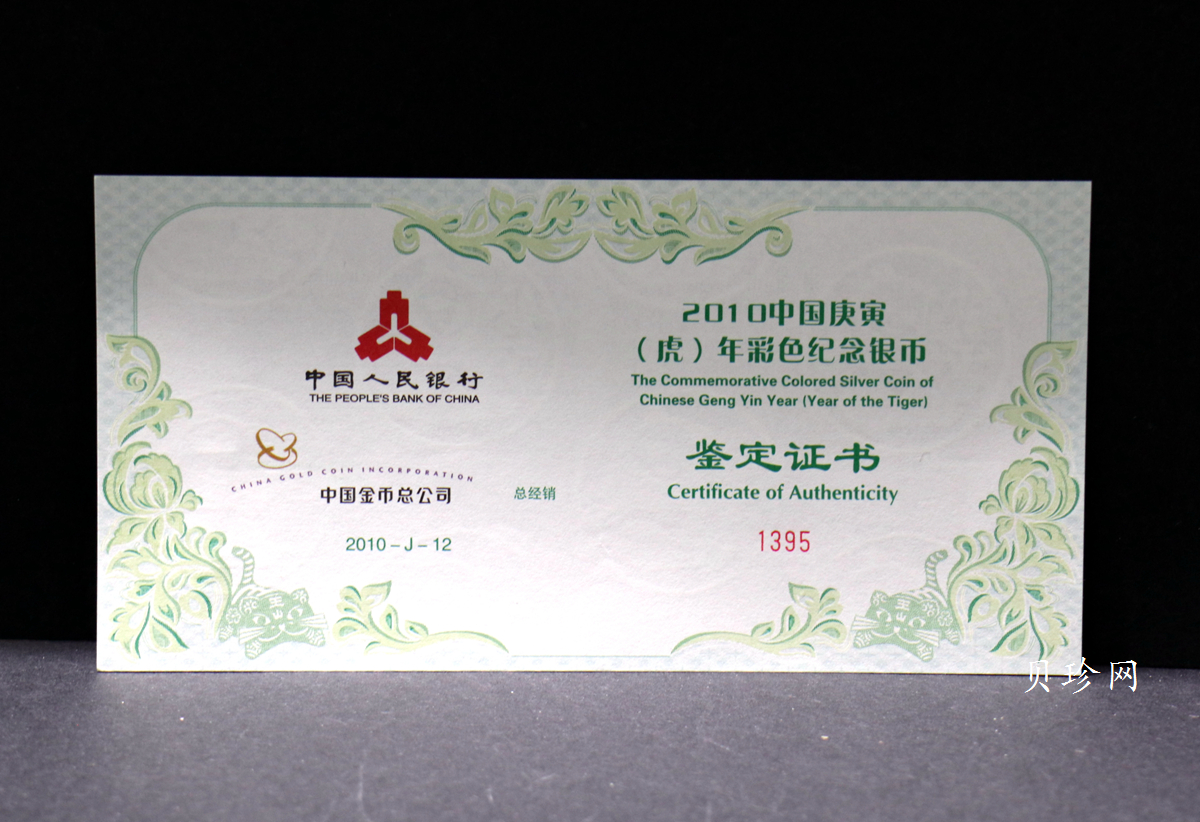 中国人民银行
THE PEOPLE'S BANK OF CHINA
CHINA GOLD COIN INCORPORATION
中国金币总公司
总经销
2010-J-12
2010中国庚寅
（虎）年彩色纪念银币
The Commemorative Colored Silver Coin of
Chinese Geng Yin Year (Year of the Tiger)
鉴定证书
Certificate of Authenticity
1395
王
王
贝珍网